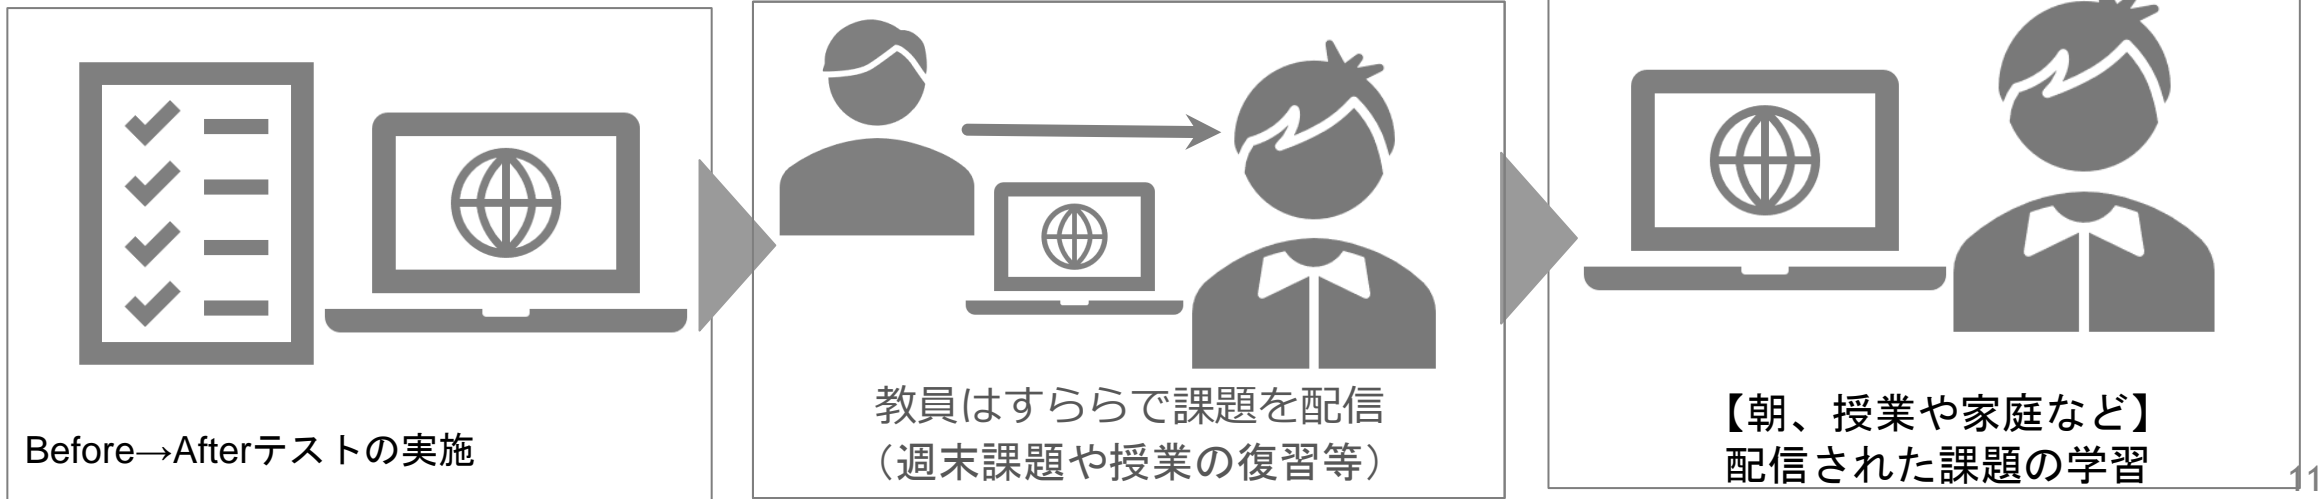 Before→Afterテストの実施
教員はすららで課題を配信
（週末課題や授業の復習等）
【朝、授業や家庭など】
配信された課題の学習
11